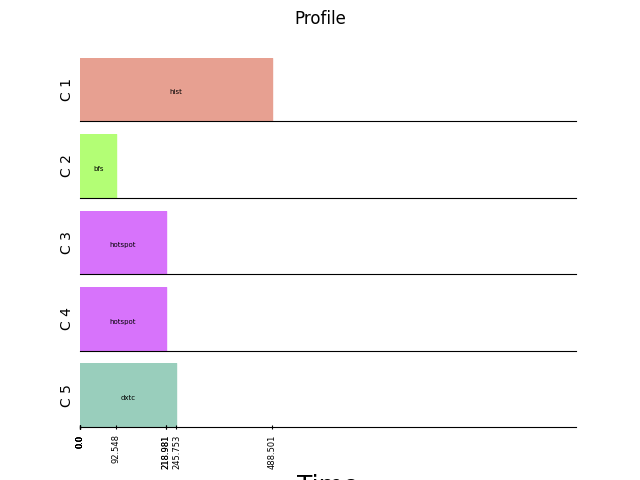 Profile
C 1
hist
C 2
bfs
C 3
hotspot
C 4
hotspot
C 5
dxtc
0.0
92.548
218.981
245.753
488.501
Time